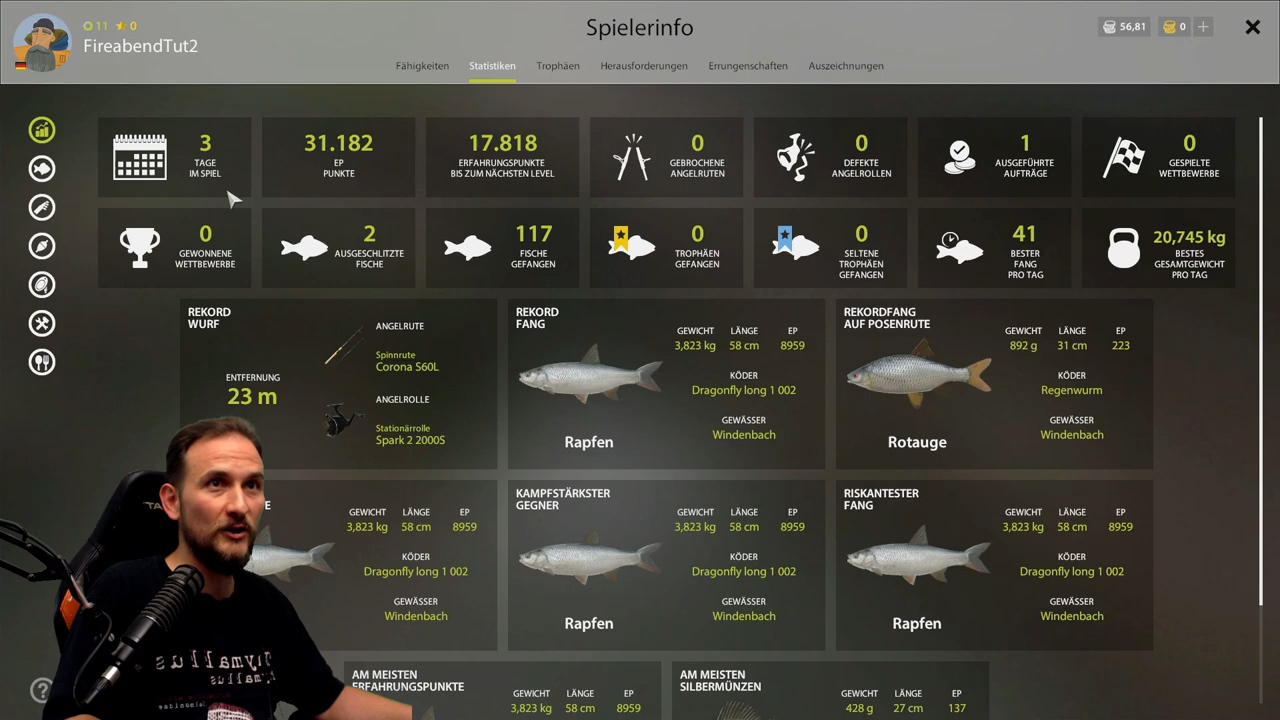 11 0
FireabendTut2
Spielerinfo
56,81 0
Fähigkeiten Statistiken Trophäen Herausforderungen Errungenschaften Auszeichnungen
3
TAGE
IM SPIEL
31.182
EP
PUNKTE
17.818
ERFAHRUNGSPUNKTE
BIS ZUM NÄCHSTEN LEVEL
0
GEBROCHENE
ANGELRUTEN
0
DEFEKTE
ANGELROLLEN
1
AUSGEFÜHRTE
AUFTRÄGE
0
GESPIELTE
WETTBEWERBE
0
GEWONNENE
WETTBEWERBE
2
AUSGESCHLITZTE
FISCHE
117
FISCHE
GEFANGEN
0
TROPHÄEN
GEFANGEN
0
SELTENE
TROPHÄEN
GEFANGEN
41
BESTER
FANG
PRO TAG
20,745 kg
BESTES
GESAMTGEWICHT
PRO TAG
REKORD
WURF
ENTFERNUNG
23 m
ANGELRUTE
Spinnrute
Corona S60L
ANGELROLLE
Stationärrolle
Spark 2 2000S
REKORD
FANG
Rapfen
GEWICHT LÄNGE EP
3,823 kg 58 cm 8959
KÖDER
Dragonfly long 1 002
GEWÄSSER
Windenbach
REKORDFANG
AUF POSENRUTE
Rotauge
GEWICHT LÄNGE EP
892 g 31 cm 223
KÖDER
Regenwurm
GEWÄSSER
Windenbach
E
GEWICHT LÄNGE EP
3,823 kg 58 cm 8959
KÖDER
Dragonfly long 1 002
GEWÄSSER
Windenbach
KAMPFSTÄRKSTER
GEGNER
Rapfen
GEWICHT LÄNGE EP
3,823 kg 58 cm 8959
KÖDER
Dragonfly long 1 002
GEWÄSSER
Windenbach
RISKANTESTER
FANG
Rapfen
GEWICHT LÄNGE EP
3,823 kg 58 cm 8959
KÖDER
Dragonfly long 1 002
GEWÄSSER
Windenbach
AM MEISTEN
ERFAHRUNGSPUNKTE
GEWICHT LÄNGE EP
3,823 kg 58 cm 8959
AM MEISTEN
SILBERMÜNZEN
GEWICHT LÄNGE EP
428 g 27 cm 137